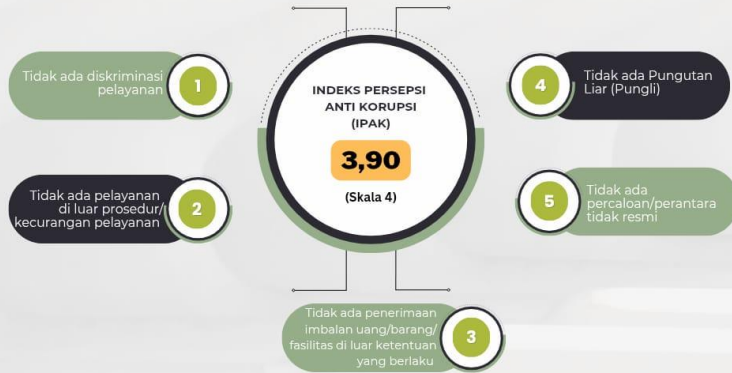 Tidak ada diskriminasi
pelayanan
1
Tidak ada pelayanan
di luar prosedur/
kecurangan pelayanan
2
INDEKS PERSEPSI
ANTI KORUPSI
(IPAK)
3,90
(Skala 4)
Tidak ada penerimaan
imbalan uang/barang/
fasilitas di luar ketentuan
yang berlaku
3
4
Tidak ada Pungutan
Liar (Pungli)
5
Tidak ada
percaloan/perantara
tidak resmi